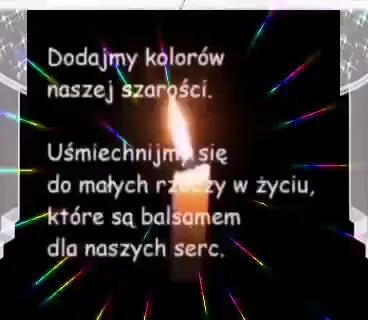 Dodajmy kolorów
naszej szarości.
Uśmiechnijmy się
do małych rzeczy w życiu,
które są balsamem
dla naszych serc.